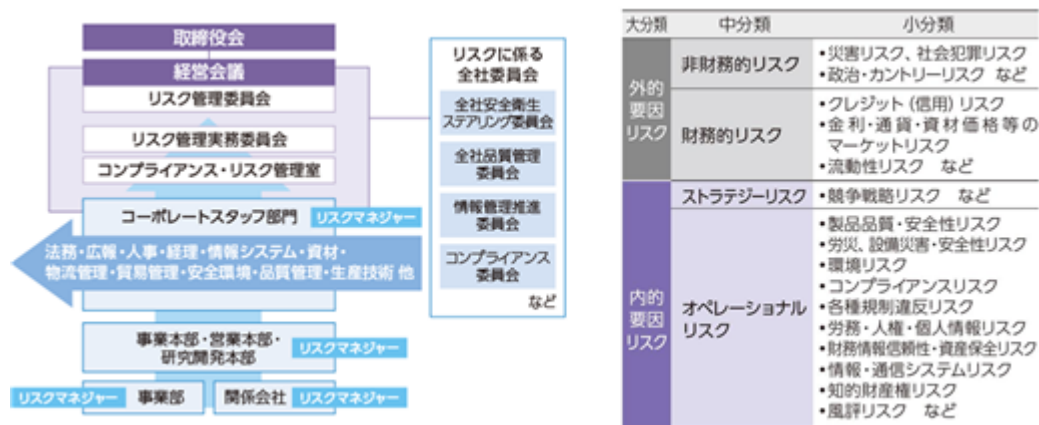 取締役会
経営会議
リスク管理委員会
リスク管理実務委員会
コンプライアンス・リスク管理室
コーポレートスタッフ部門
リスクマネジャー
法務・広報・人事・経理・情報システム・資材・
物流管理・貿易管理・安全環境・品質管理・生産技術 他
事業本部・営業本部・
研究開発本部
リスクマネジャー
リスクマネジャー
事業部
関係会社
リスクマネジャー
リスクに係る
全社委員会
全社安全衛生
ステアリング委員会
全社品質管理
委員会
情報管理推進
委員会
コンプライアンス
委員会
など
大分類
中分類
小分類
外的
要因
リスク
非財務的リスク
•災害リスク、社会犯罪リスク
•政治・カントリーリスク など
財務的リスク
•クレジット（信用）リスク
•金利・通貨・資材価格等の
マーケットリスク
•流動性リスク など
内的
要因
リスク
ストラテジーリスク
•競争戦略リスク など
オペレーショナル
リスク
•製品品質・安全性リスク
•労災、設備災害・安全性リスク
•環境リスク
•コンプライアンスリスク
•各種規制違反リスク
•労務・人権・個人情報リスク
•財務情報信頼性・資産保全リスク
•情報・通信システムリスク
•知的財産権リスク
•風評リスク など